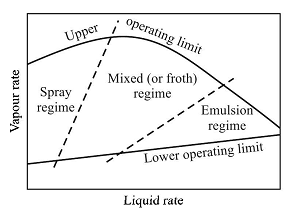 Upper operating limit
Mixed (or froth)
regime
Spray
regime
Emulsion
regime
Lower operating limit
Vapour rate
Liquid rate